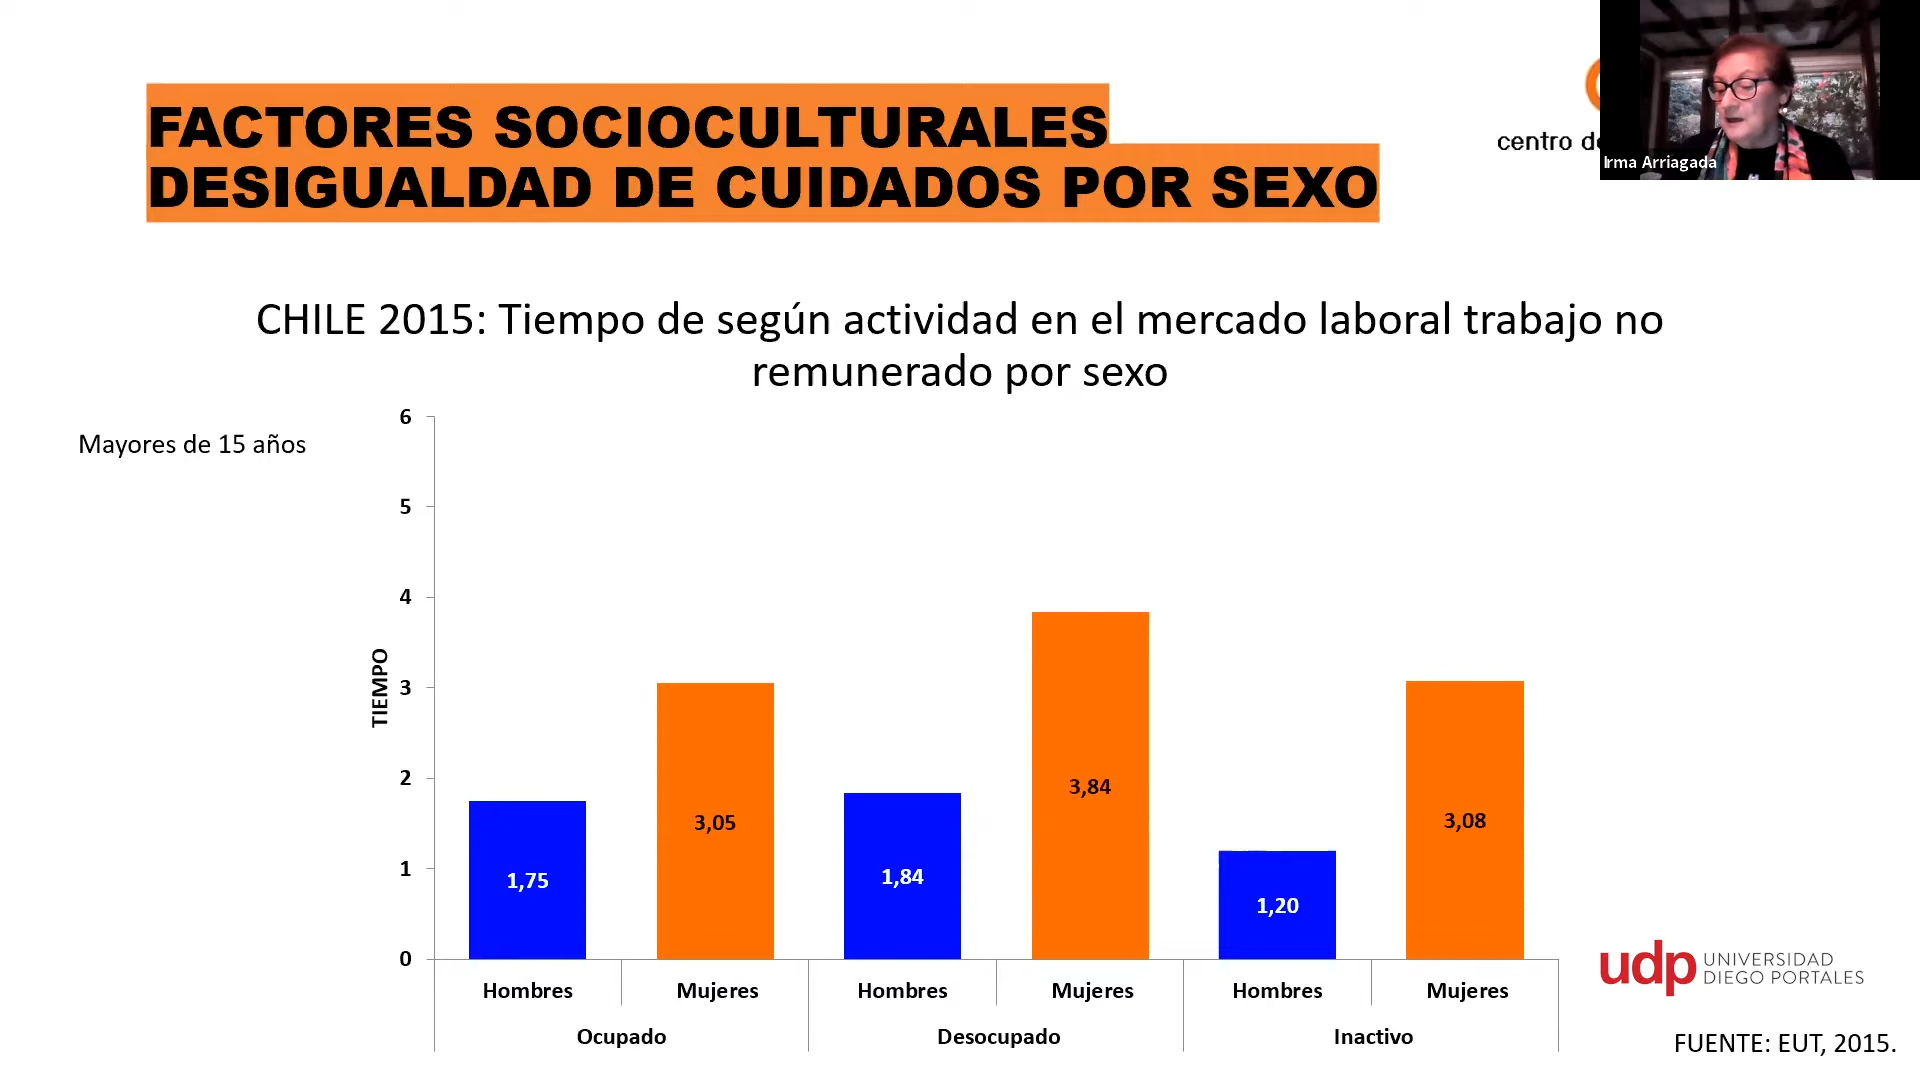 FACTORES SOCIOCULTURALES
DESIGUALDAD DE CUIDADOS POR SEXO
centro
Irma Arriagada
CHILE 2015: Tiempo de según actividad en el mercado laboral trabajo no
remunerado por sexo
Mayores de 15 años
TIEMPO
6
5
4
3
2
1
0
1,75
3,05
1,84
3,84
1,20
3,08
Hombres Mujeres Hombres Mujeres Hombres Mujeres
Ocupado Desocupado Inactivo
udp UNIVERSIDAD
DIEGO PORTALES
FUENTE: EUT, 2015.